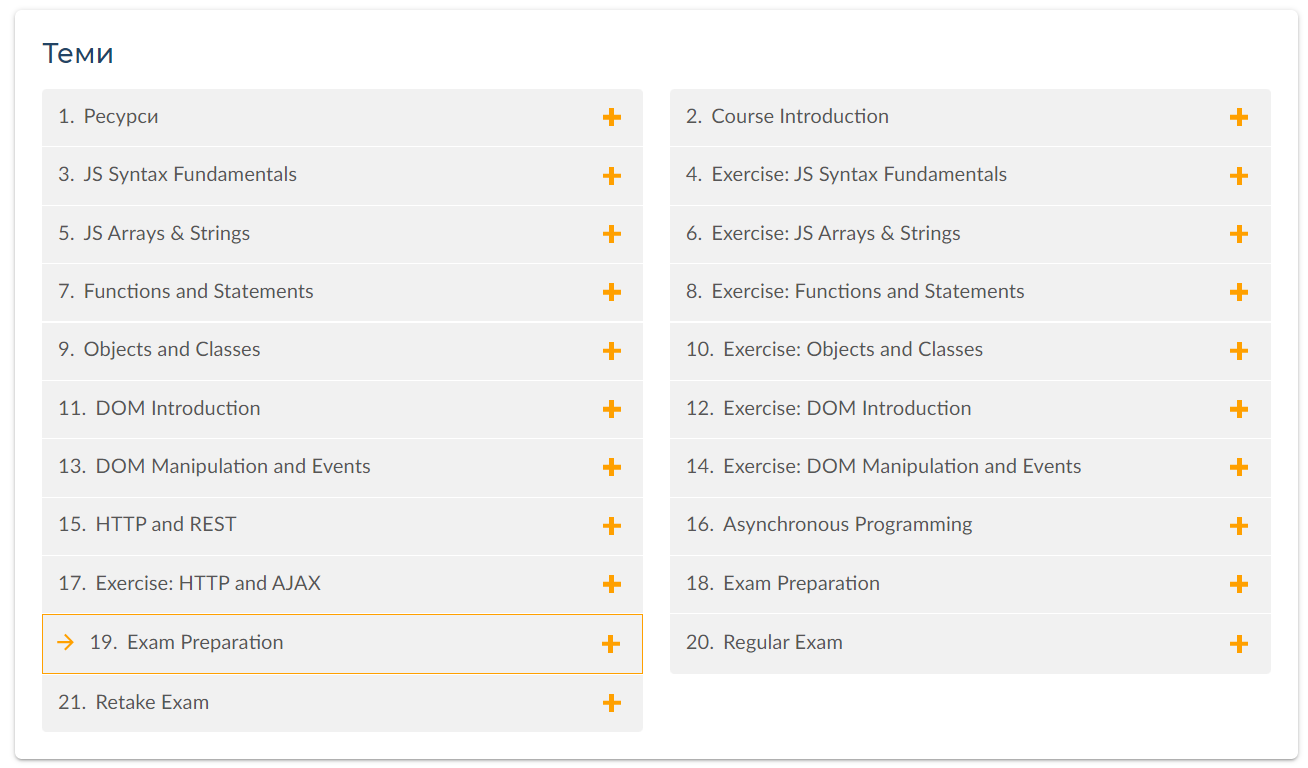 Теми
1. Ресурси
2. Course Introduction
3. JS Syntax Fundamentals
4. Exercise: JS Syntax Fundamentals
5. JS Arrays & Strings
6. Exercise: JS Arrays & Strings
7. Functions and Statements
8. Exercise: Functions and Statements
9. Objects and Classes
10. Exercise: Objects and Classes
11. DOM Introduction
12. Exercise: DOM Introduction
13. DOM Manipulation and Events
14. Exercise: DOM Manipulation and Events
15. HTTP and REST
16. Asynchronous Programming
17. Exercise: HTTP and AJAX
18. Exam Preparation
19. Exam Preparation
20. Regular Exam
21. Retake Exam